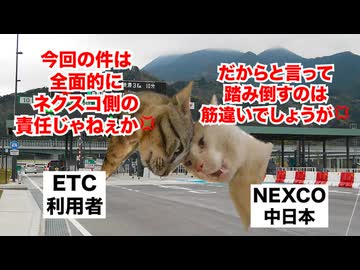 今回の件は
全面的に
ネクスコ側の
責任じゃねぇか💢
だからと言って
踏み倒すのは
筋違いでしょうが💢
ETC
利用者
NEXCO
中日本